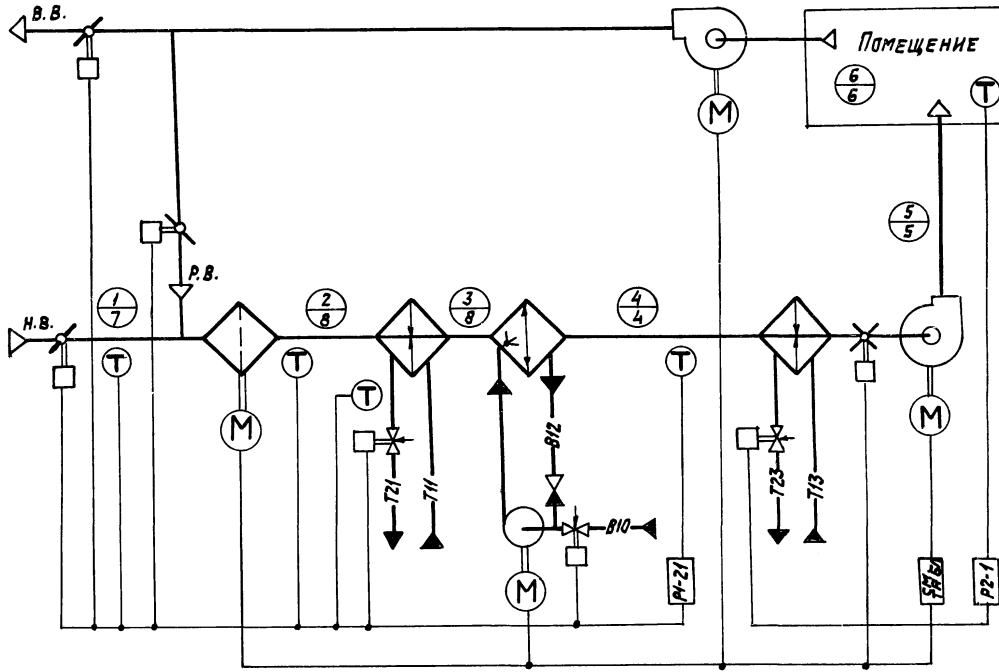 В.В.
ПОМЕЩЕНИЕ
6
6
Т
М
5
5
Р.В.
Н.В.
1
7
2
8
3
8
4
4
Т
Т
Т
Т
М
М
Т21
Т11
В12
В10
Т23
Т13
М
Р1-21
Р2-1